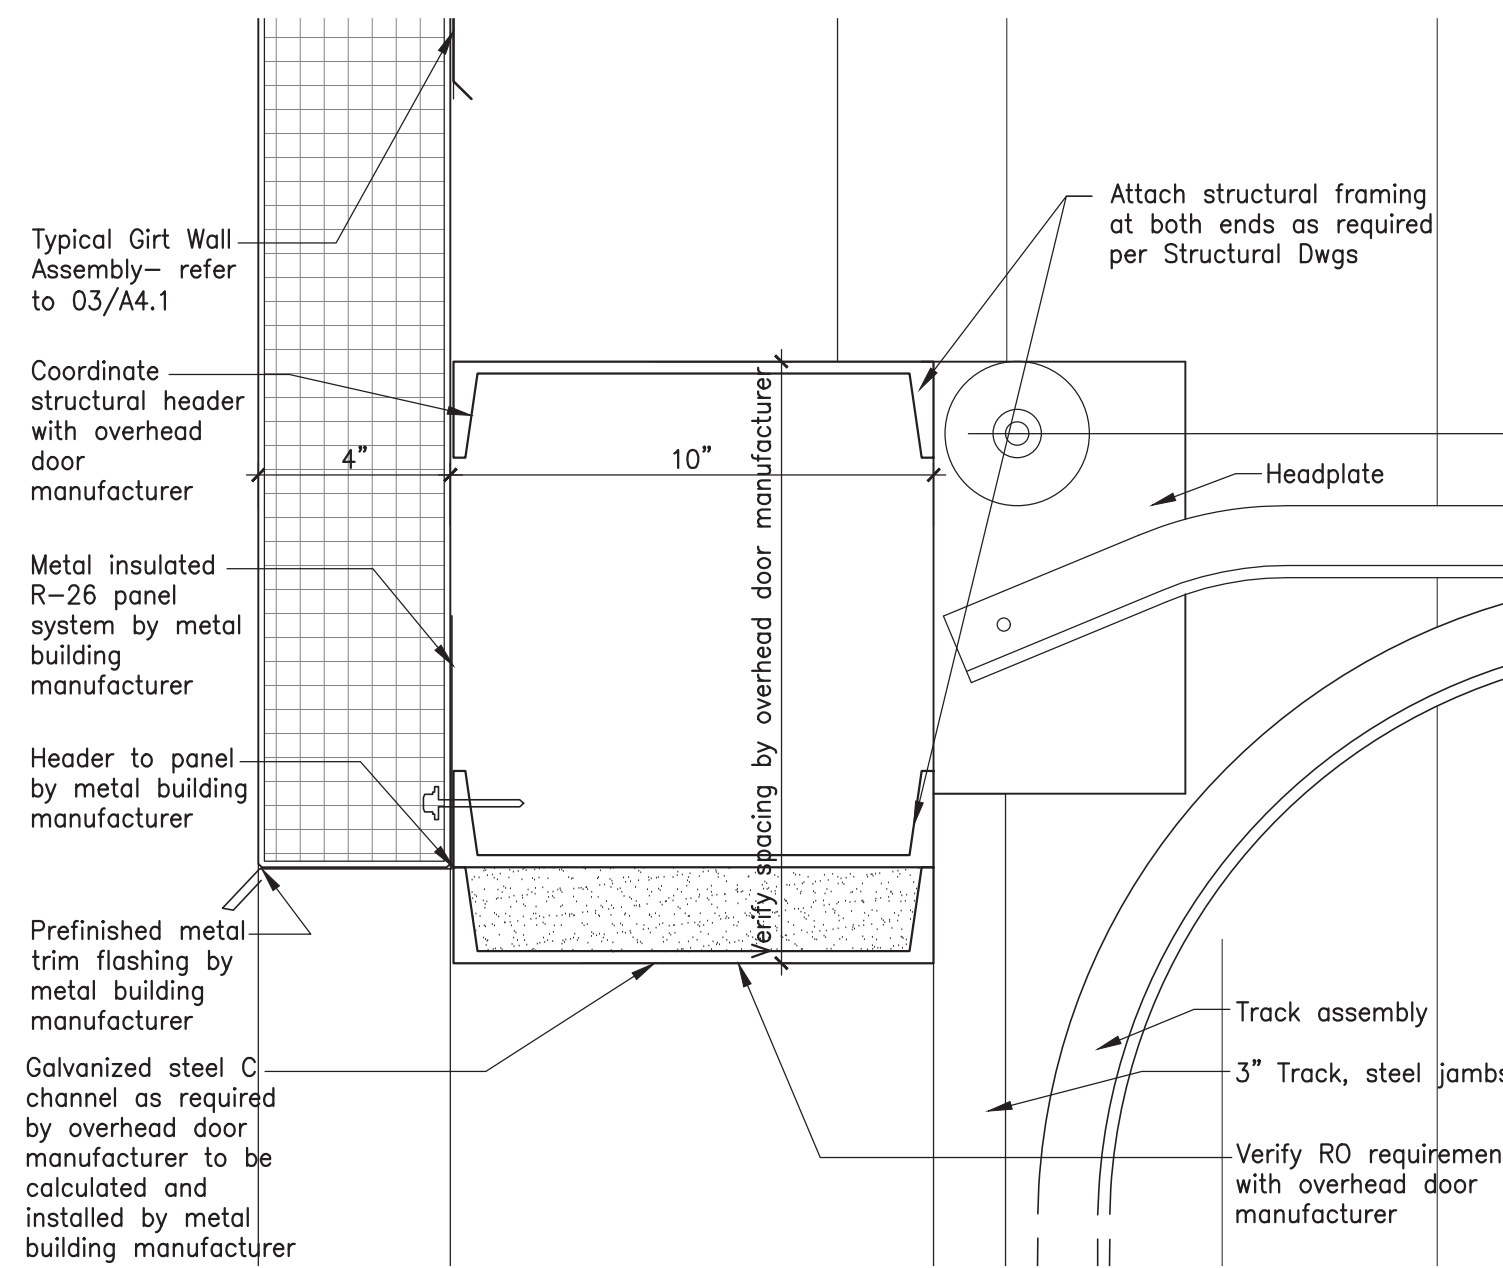 Typical Girt Wall
Assembly– refer
to 03/A4.1
Coordinate
structural header
with overhead
door
manufacturer
4”
10”
Metal insulated
R–26 panel
system by metal
building
manufacturer
Header to panel
by metal building
manufacturer
Prefinished metal
trim flashing by
metal building
manufacturer
Galvanized steel C
channel as required
by overhead door
manufacturer to be
calculated and
installed by metal
building manufacturer
Verify spacing by overhead door manufacturer
Attach structural framing
at both ends as required
per Structural Dwgs
Headplate
Track assembly
3” Track, steel jambs
Verify RO requiremen
with overhead door
manufacturer